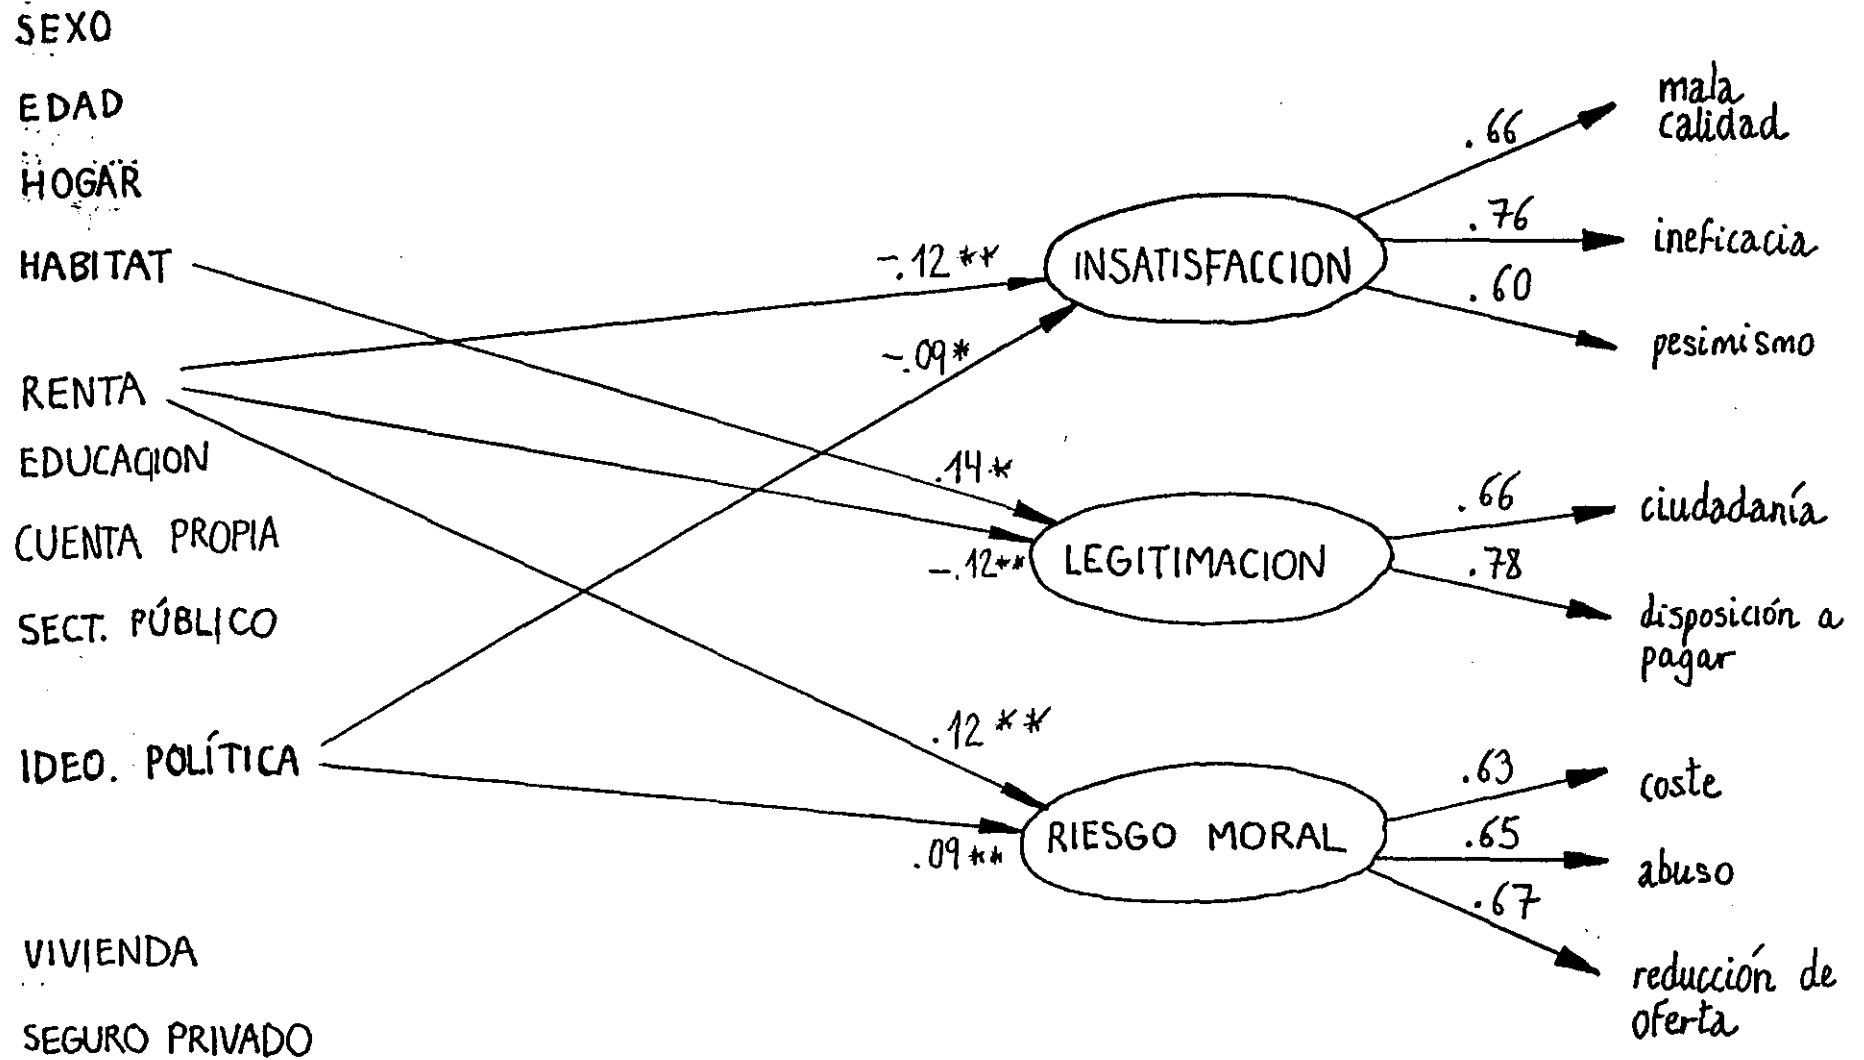 SEXO
EDAD
HOGAR
HABITAT
RENTA
EDUCACION
CUENTA PROPIA
SECT. PÚBLICO
IDEO. POLÍTICA
VIVIENDA
SEGURO PRIVADO
-.12**
-.09*
.14*
-.12**
.12**
.09**
INSATISFACCION
LEGITIMACION
RIESGO MORAL
.66
mala
calidad
.76
ineficacia
.60
pesimismo
.66
ciudadanía
.78
disposición a
pagar
.63
coste
.65
abuso
.67
reducción de
oferta